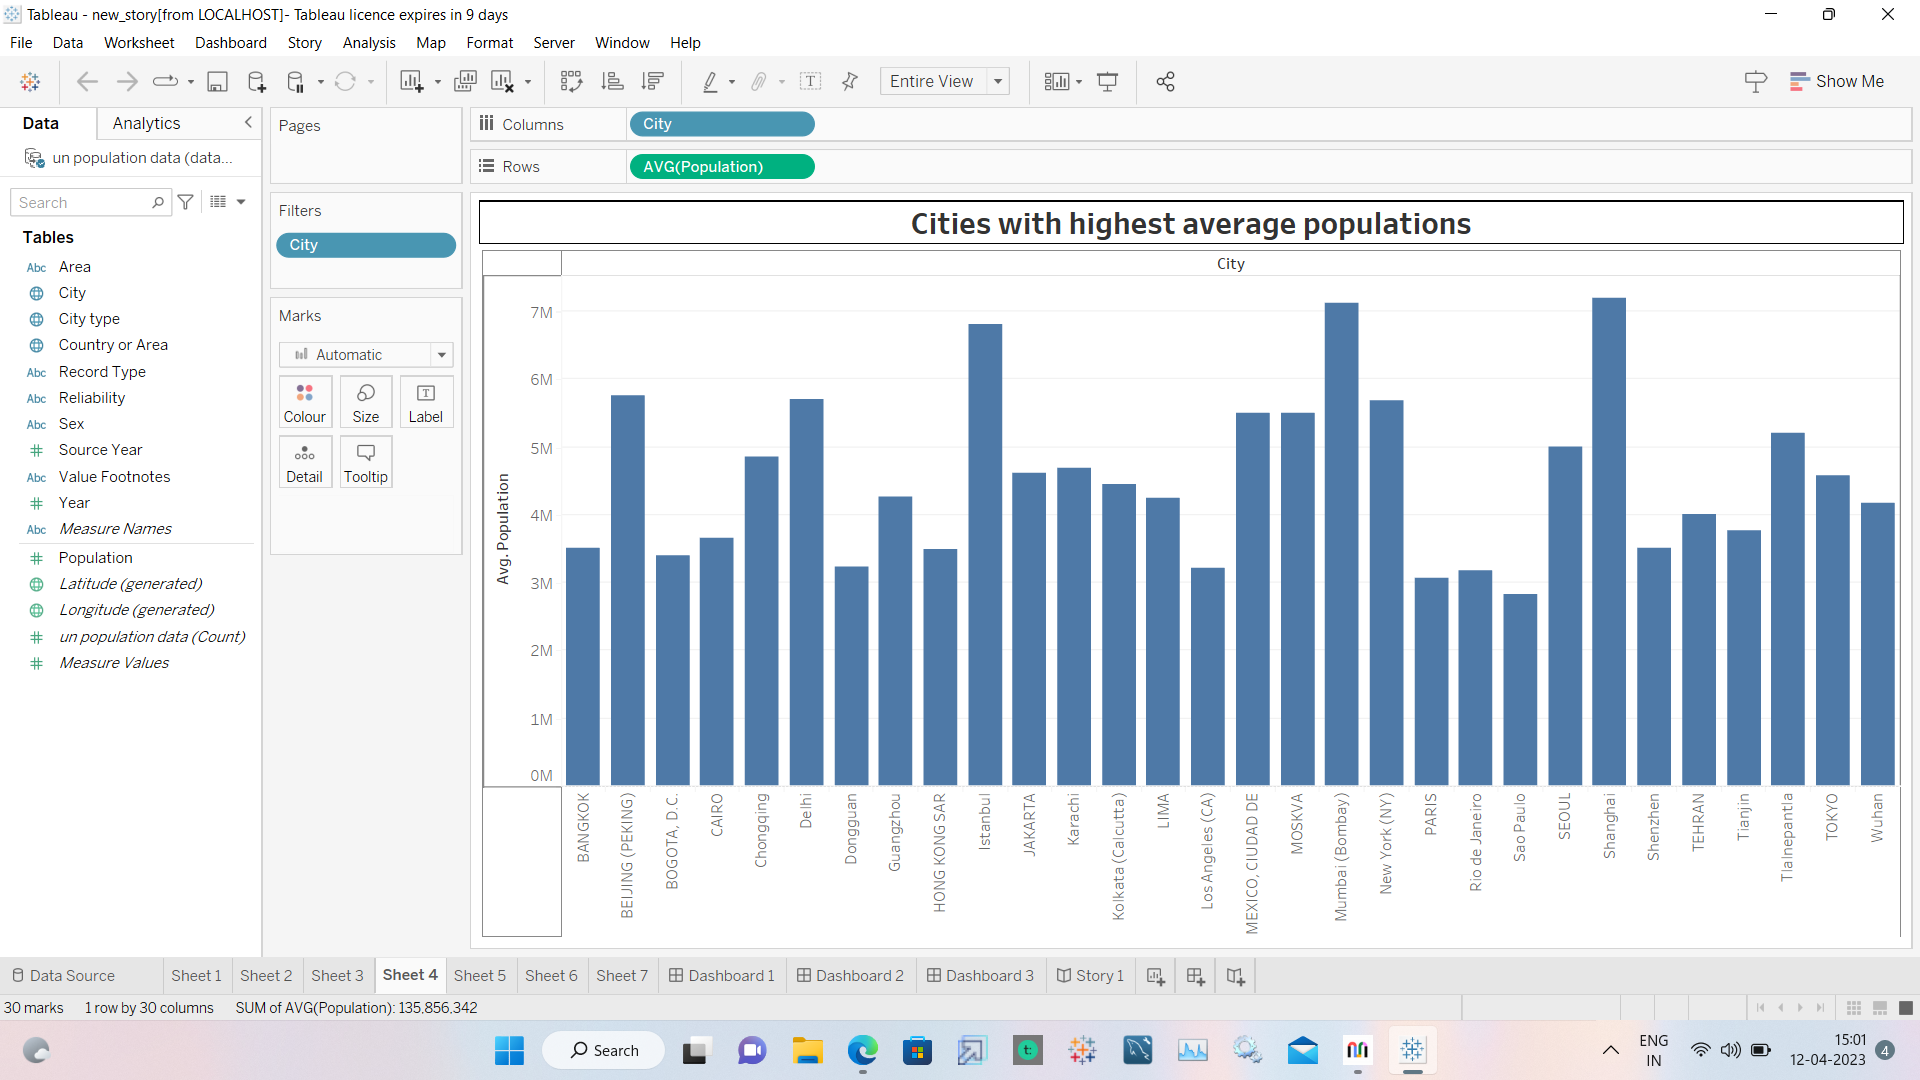 Tableau - new_story[from LOCALHOST]- Tableau licence expires in 9 days
File Data Worksheet Dashboard Story Analysis Map Format Server Window Help
Entire View
Show Me
Data Analytics
un population data (data...
Search
Tables
Abc Area
City
City type
Country or Area
Abc Record Type
Abc Reliability
Abc Sex
# Source Year
Abc Value Footnotes
# Year
Abc Measure Names
# Population
Latitude (generated)
Longitude (generated)
# un population data (Count)
# Measure Values
Pages
Filters
City
Marks
Automatic
Colour Size Label
Detail Tooltip
Columns City
Rows AVG(Population)
Cities with highest average populations
City
Avg. Population
7M
6M
5M
4M
3M
2M
1M
0M
BANGKOK
BEIJING (PEKING)
BOGOTA, D.C.
CAIRO
Chongqing
Delhi
Dongguan
Guangzhou
HONG KONG SAR
Istanbul
JAKARTA
Karachi
Kolkata (Calcutta)
LIMA
Los Angeles (CA)
MEXICO, CIUDAD DE
MOSKVA
Mumbai (Bombay)
New York (NY)
PARIS
Rio de Janeiro
Sao Paulo
SEOUL
Shanghai
Shenzhen
TEHRAN
Tianjin
Tlalnepantla
TOKYO
Wuhan
Data Source Sheet 1 Sheet 2 Sheet 3 Sheet 4 Sheet 5 Sheet 6 Sheet 7 Dashboard 1 Dashboard 2 Dashboard 3 Story 1
30 marks 1 row by 30 columns SUM of AVG(Population): 135,856,342
Search
ENG
IN
15:01
12-04-2023
4